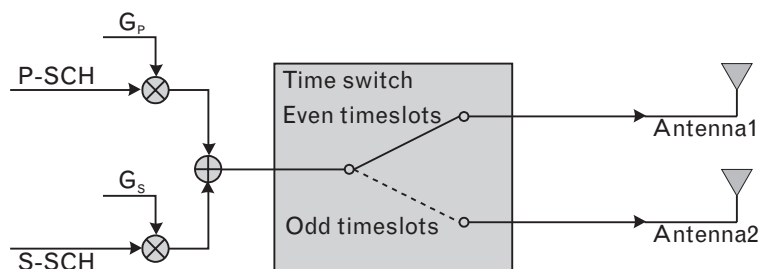 G_P
P-SCH
Time switch
Even timeslots
Antenna1
G_S
Odd timeslots
S-SCH
Antenna2